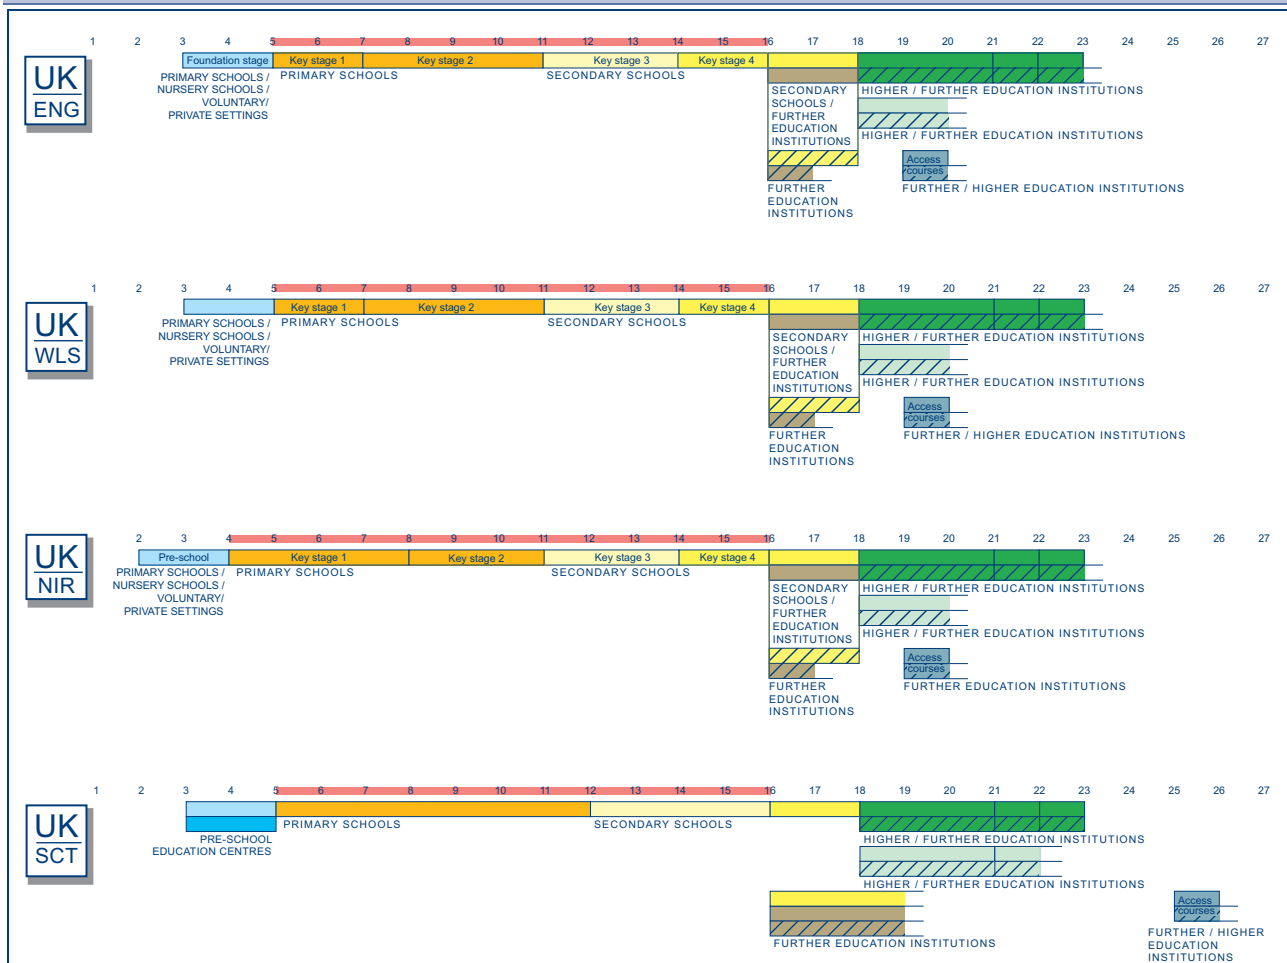 1 2 3 4 5 6 7 8 9 10 11 12 13 14 15 16 17 18 19 20 21 22 23 24 25 26 27
UK
ENG
Foundation stage Key stage 1 Key stage 2 Key stage 3 Key stage 4
PRIMARY SCHOOLS /
NURSERY SCHOOLS /
VOLUNTARY/
PRIVATE SETTINGS
PRIMARY SCHOOLS
SECONDARY SCHOOLS
SECONDARY
SCHOOLS /
FURTHER
EDUCATION
INSTITUTIONS
HIGHER / FURTHER EDUCATION INSTITUTIONS
HIGHER / FURTHER EDUCATION INSTITUTIONS
Access
courses
FURTHER
EDUCATION
INSTITUTIONS
FURTHER / HIGHER EDUCATION INSTITUTIONS
1 2 3 4 5 6 7 8 9 10 11 12 13 14 15 16 17 18 19 20 21 22 23 24 25 26 27
UK
WLS
Key stage 1 Key stage 2 Key stage 3 Key stage 4
PRIMARY SCHOOLS /
NURSERY SCHOOLS /
VOLUNTARY/
PRIVATE SETTINGS
PRIMARY SCHOOLS
SECONDARY SCHOOLS
SECONDARY
SCHOOLS /
FURTHER
EDUCATION
INSTITUTIONS
HIGHER / FURTHER EDUCATION INSTITUTIONS
HIGHER / FURTHER EDUCATION INSTITUTIONS
Access
courses
FURTHER
EDUCATION
INSTITUTIONS
FURTHER / HIGHER EDUCATION INSTITUTIONS
2 3 4 5 6 7 8 9 10 11 12 13 14 15 16 17 18 19 20 21 22 23 24 25 26 27
UK
NIR
Pre-school Key stage 1 Key stage 2 Key stage 3 Key stage 4
PRIMARY SCHOOLS /
NURSERY SCHOOLS /
VOLUNTARY/
PRIVATE SETTINGS
PRIMARY SCHOOLS
SECONDARY SCHOOLS
SECONDARY
SCHOOLS /
FURTHER
EDUCATION
INSTITUTIONS
HIGHER / FURTHER EDUCATION INSTITUTIONS
HIGHER / FURTHER EDUCATION INSTITUTIONS
Access
courses
FURTHER
EDUCATION
INSTITUTIONS
FURTHER EDUCATION INSTITUTIONS
1 2 3 4 5 6 7 8 9 10 11 12 13 14 15 16 17 18 19 20 21 22 23 24 25 26 27
UK
SCT
PRE-SCHOOL
EDUCATION CENTRES
PRIMARY SCHOOLS
SECONDARY SCHOOLS
HIGHER / FURTHER EDUCATION INSTITUTIONS
HIGHER / FURTHER EDUCATION INSTITUTIONS
FURTHER EDUCATION INSTITUTIONS
Access
courses
FURTHER / HIGHER
EDUCATION
INSTITUTIONS